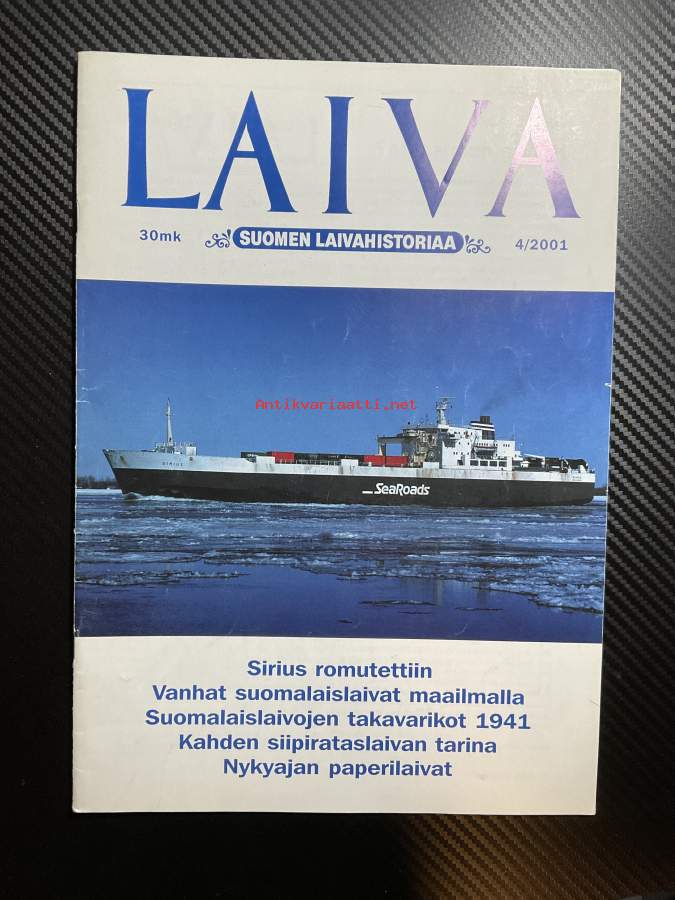 LAIVA
30mk SUOMEN LAIVAHISTORIAA 4/2001
Antikvariaatti.net
SIRIUS
SeaRoads
Sirius romutettiin
Vanhat suomalaislaivat maailmalla
Suomalaislaivojen takavarikot 1941
Kahden siipirataslaivan tarina
Nykyajan paperilaivat